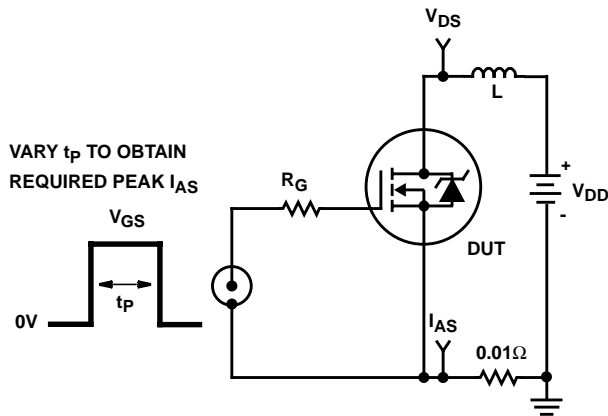 V_DS
L
VARY t_P TO OBTAIN
REQUIRED PEAK I_AS
V_GS
t_P
0V
R_G
DUT
+
V_DD
-
I_AS
0.01Ω